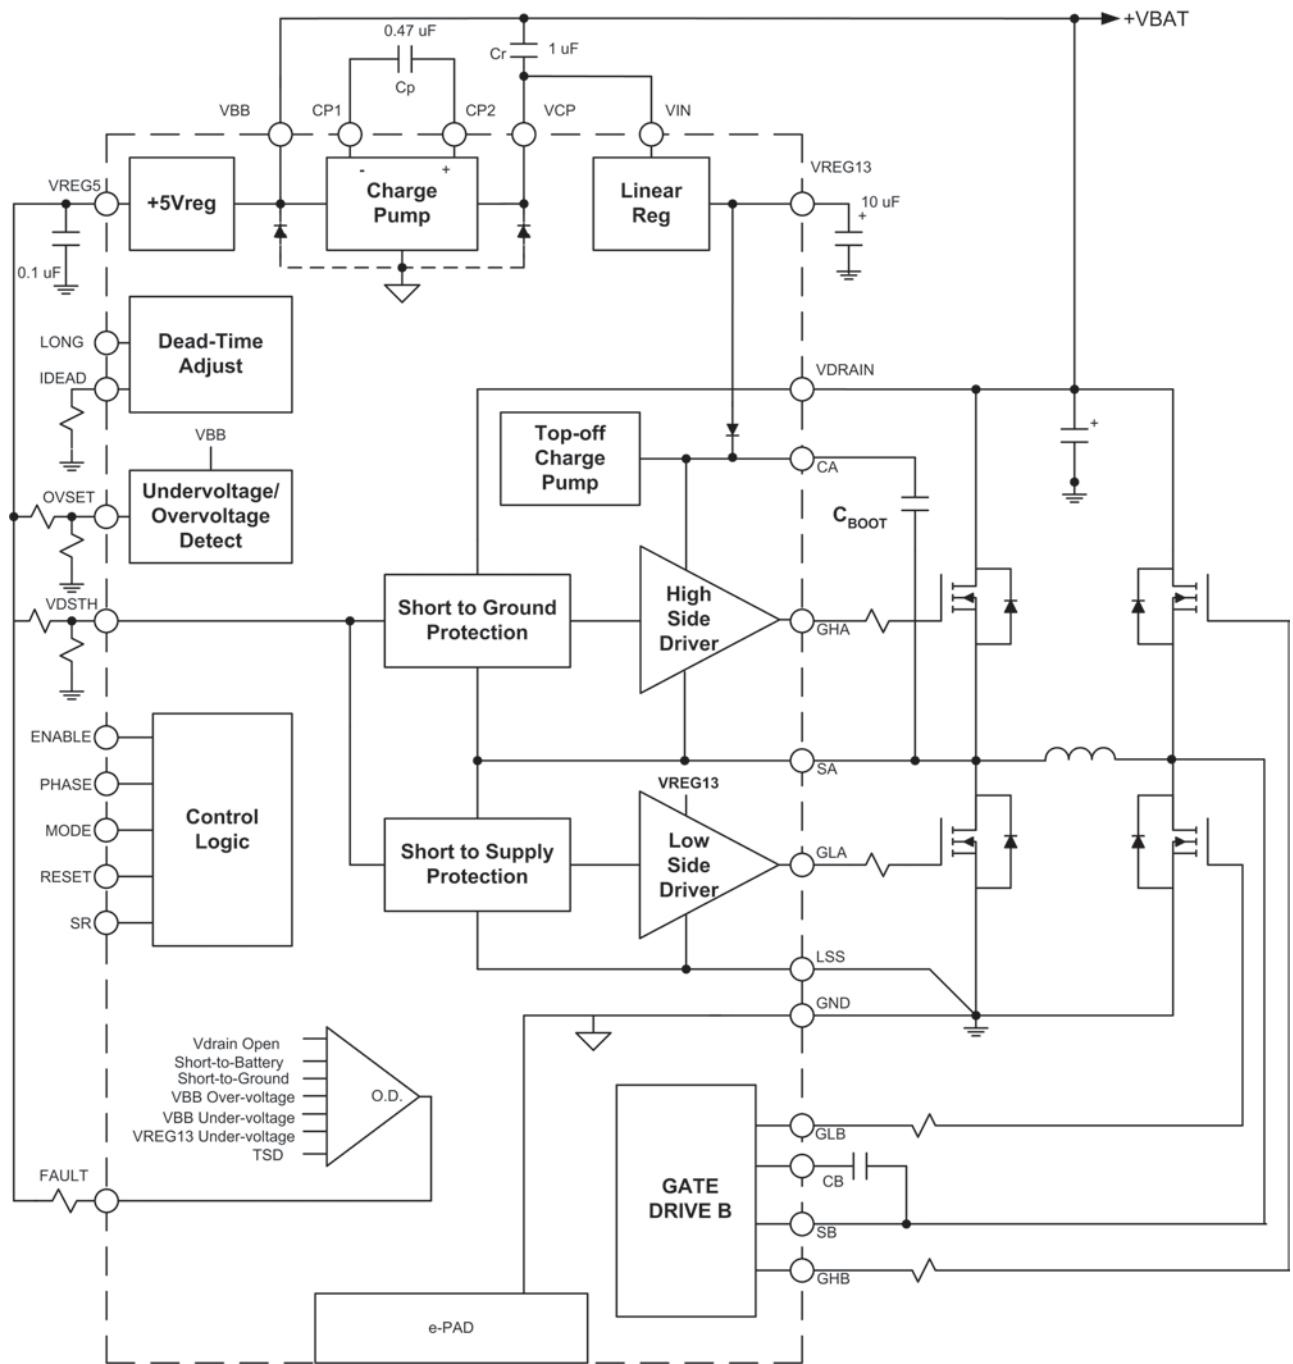 +VBAT
0.47 uF
Cr
1 uF
Cp
VBB
CP1
CP2
VCP
VIN
VREG13
VREG5
+5Vreg
-
+
Charge
Pump
Linear
Reg
10 uF
+
0.1 uF
LONG
Dead-Time
Adjust
IDEAD
VDRAIN
VBB
Top-off
Charge
Pump
+
CA
OVSET
Undervoltage/
Overvoltage
Detect
CBOOT
VDSTH
Short to Ground
Protection
High
Side
Driver
GHA
ENABLE
PHASE
MODE
RESET
SR
Control
Logic
SA
VREG13
Short to Supply
Protection
Low
Side
Driver
GLA
LSS
GND
Vdrain Open
Short-to-Battery
Short-to-Ground
VBB Over-voltage
VBB Under-voltage
VREG13 Under-voltage
TSD
O.D.
FAULT
GATE
DRIVE B
GLB
CB
SB
GHB
e-PAD